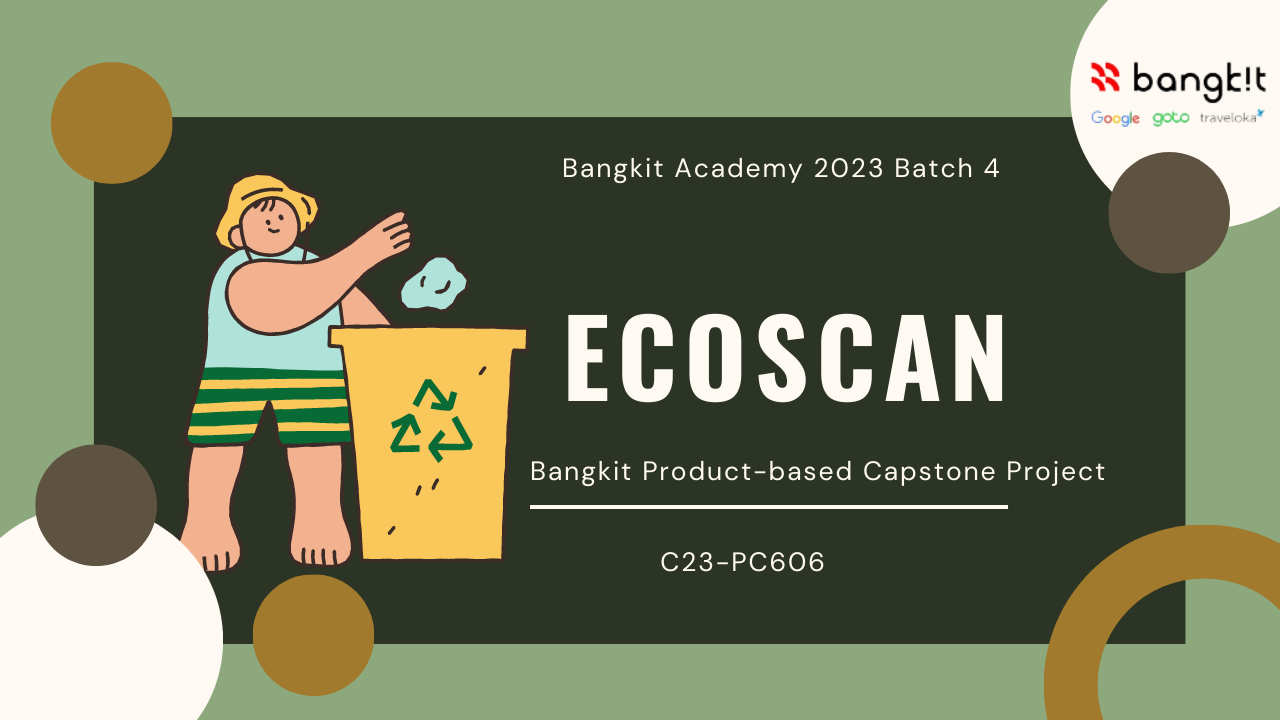 bangk!t
Google goto traveloka
Bangkit Academy 2023 Batch 4
ECOSCAN
Bangkit Product-based Capstone Project
C23-PC606